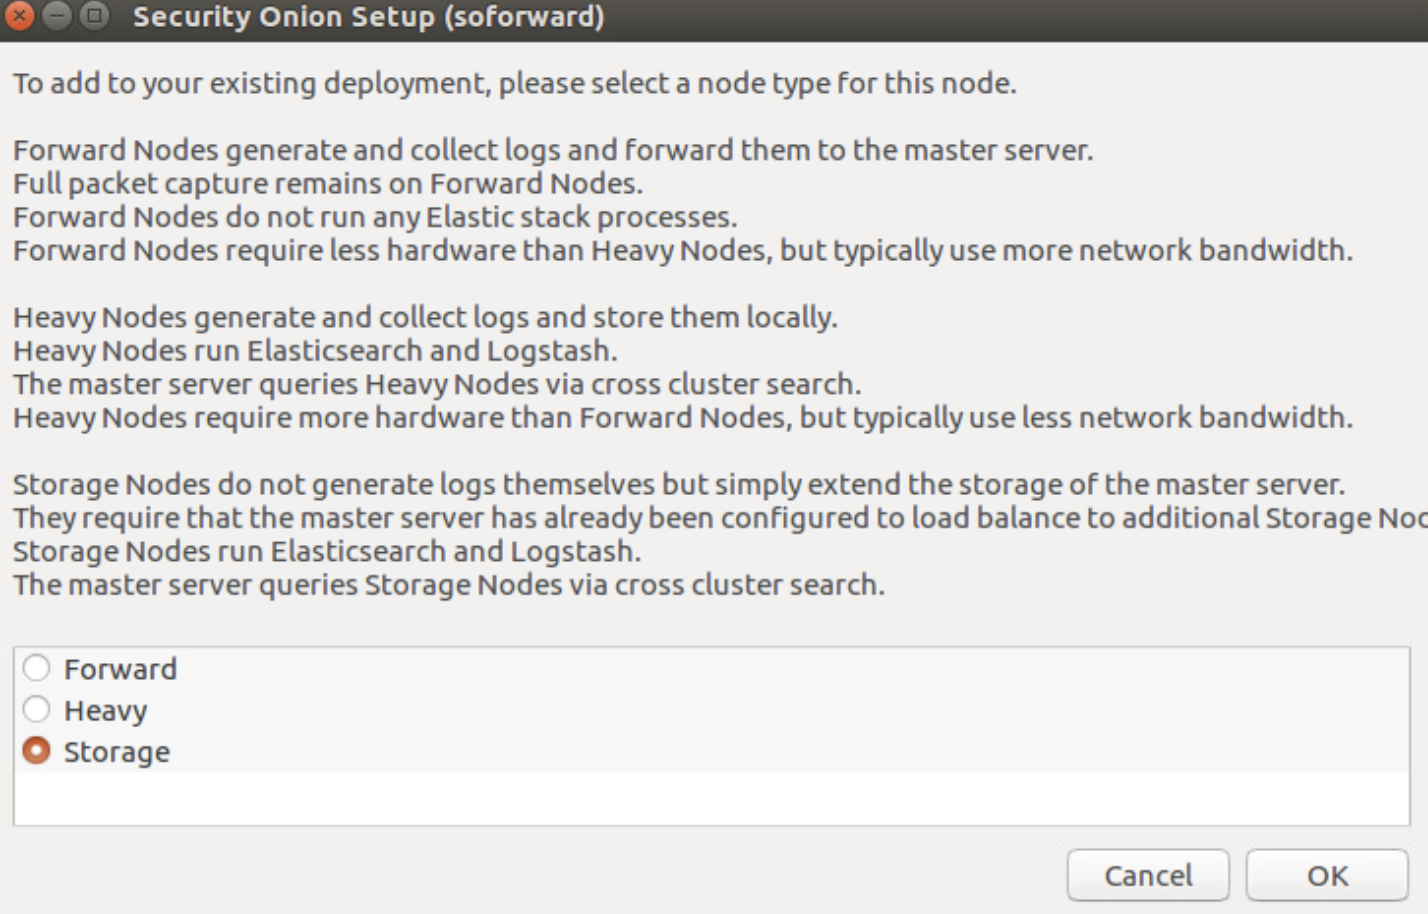 Security Onion Setup (soforward)
To add to your existing deployment, please select a node type for this node.
Forward Nodes generate and collect logs and forward them to the master server.
Full packet capture remains on Forward Nodes.
Forward Nodes do not run any Elastic stack processes.
Forward Nodes require less hardware than Heavy Nodes, but typically use more network bandwidth.
Heavy Nodes generate and collect logs and store them locally.
Heavy Nodes run Elasticsearch and Logstash.
The master server queries Heavy Nodes via cross cluster search.
Heavy Nodes require more hardware than Forward Nodes, but typically use less network bandwidth.
Storage Nodes do not generate logs themselves but simply extend the storage of the master server.
They require that the master server has already been configured to load balance to additional Storage
Storage Nodes run Elasticsearch and Logstash.
The master server queries Storage Nodes via cross cluster search.
Forward
Heavy
Storage
Cancel OK